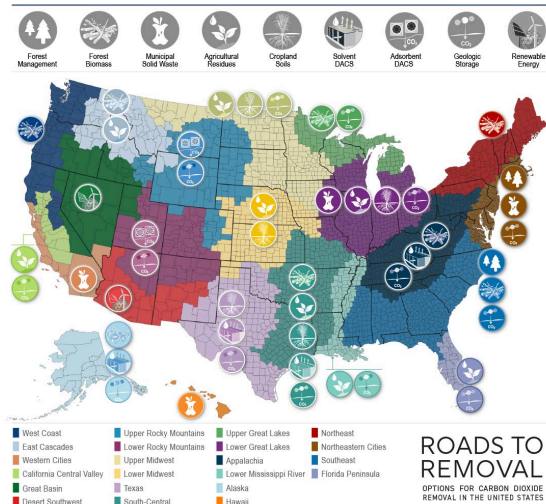 Forest
Management
Forest
Biomass
Municipal
Solid Waste
Agricultural
Residues
Cropland
Soils
Solvent
DACS
Adsorbent
DACS
Geologic
Storage
Renewable
Energy
West Coast
East Cascades
Western Cities
California Central Valley
Great Basin
Desert Southwest
Upper Rocky Mountains
Lower Rocky Mountains
Upper Midwest
Lower Midwest
Texas
South-Central
Upper Great Lakes
Lower Great Lakes
Appalachia
Lower Mississippi River
Alaska
Hawaii
Northeast
Northeastern Cities
Southeast
Florida Peninsula
ROADS TO
REMOVAL
OPTIONS FOR CARBON DIOXIDE
REMOVAL IN THE UNITED STATES